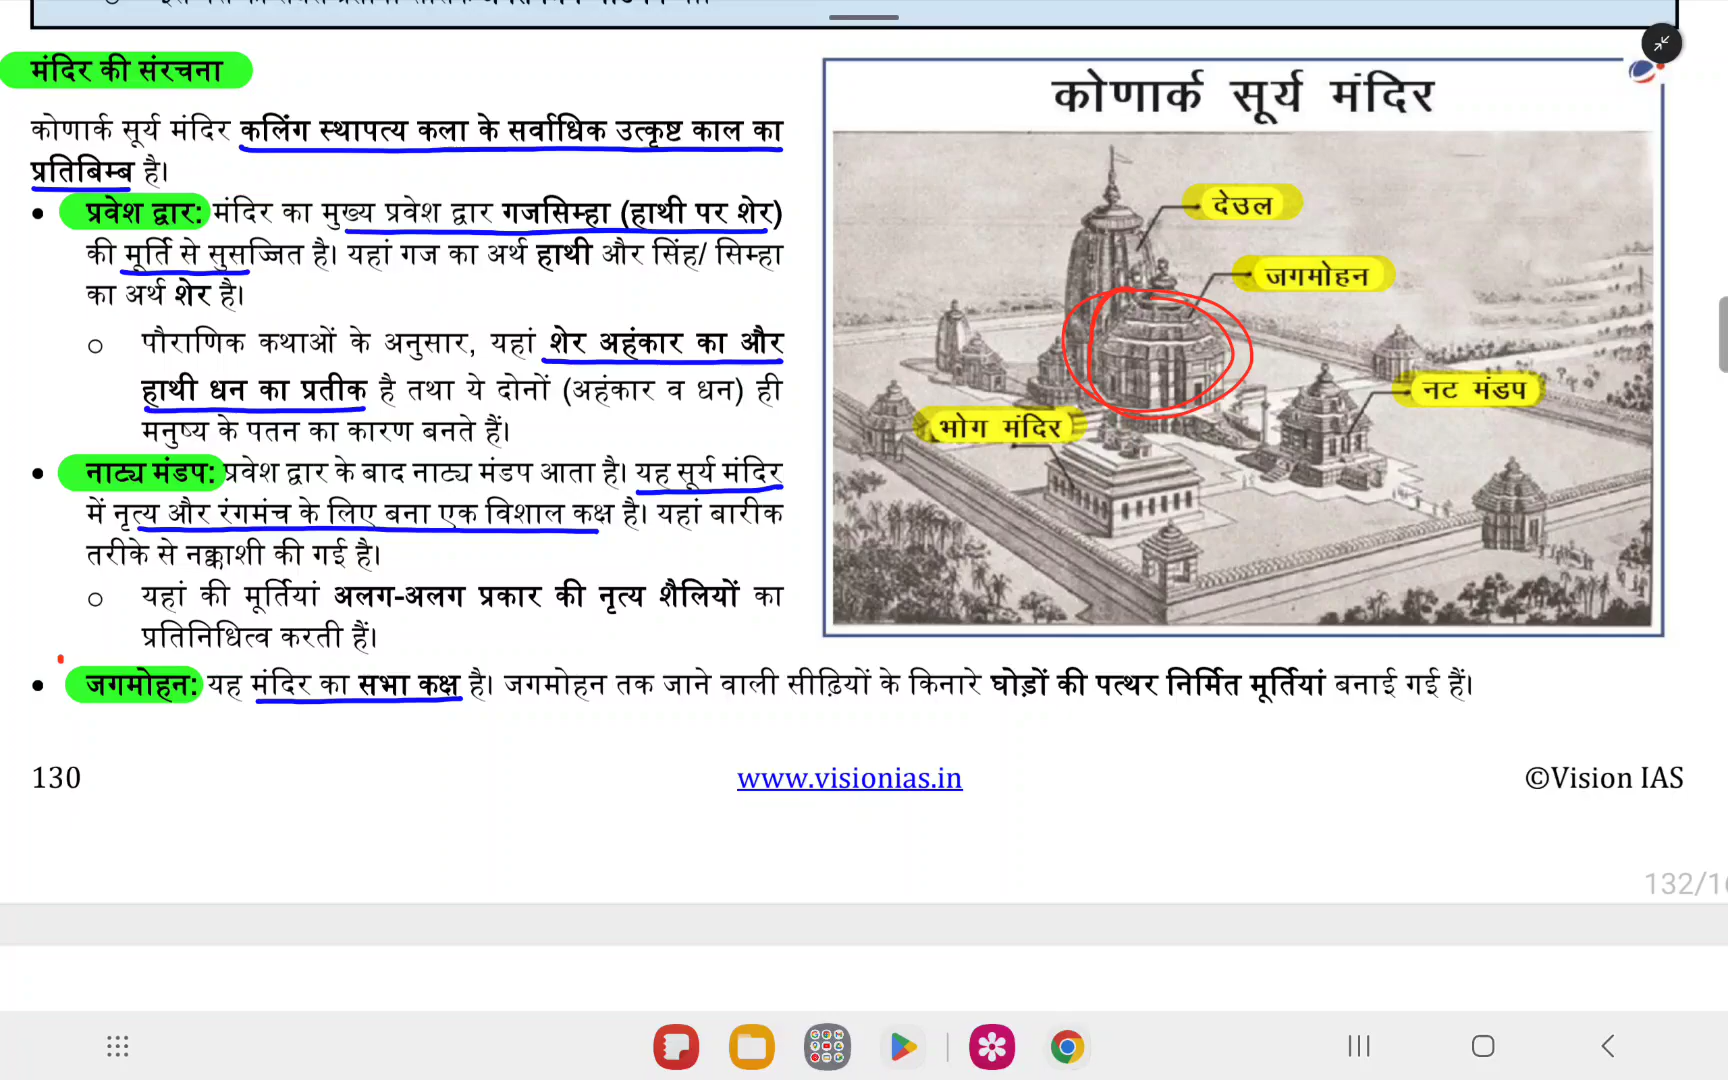 मंदिर की संरचना
कोणार्क सूर्य मंदिर कलिंग स्थापत्य कला के सर्वाधिक उत्कृष्ट काल का
प्रतिबिम्ब है।
• प्रवेश द्वार: मंदिर का मुख्य प्रवेश द्वार गजसिम्हा (हाथी पर शेर)
की मूर्ति से सुसज्जित है। यहां गज का अर्थ हाथी और सिंह/ सिम्हा
का अर्थ शेर है।
o पौराणिक कथाओं के अनुसार, यहां शेर अहंकार का और
हाथी धन का प्रतीक है तथा ये दोनों (अहंकार व धन) ही
मनुष्य के पतन का कारण बनते हैं।
• नाट्य मंडप: प्रवेश द्वार के बाद नाट्य मंडप आता है। यह सूर्य मंदिर
में नृत्य और रंगमंच के लिए बना एक विशाल कक्ष है। यहां बारीक
तरीके से नक्काशी की गई है।
o यहां की मूर्तियां अलग-अलग प्रकार की नृत्य शैलियों का
प्रतिनिधित्व करती हैं।
• जगमोहन: यह मंदिर का सभा कक्ष है। जगमोहन तक जाने वाली सीढ़ियों के किनारे घोड़ों की पत्थर निर्मित मूर्तियां बनाई गई हैं।
कोणार्क सूर्य मंदिर
देउल
जगमोहन
नट मंडप
भोग मंदिर
130
www.visionias.in
©Vision IAS